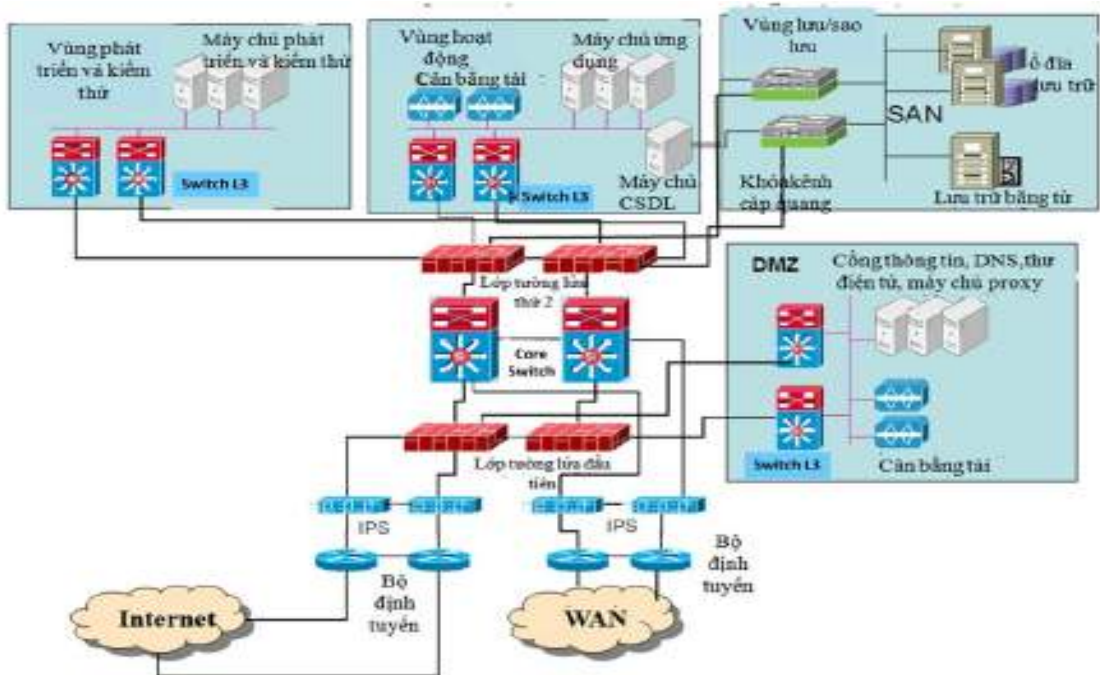 Vùng phát
triển và kiểm
thử
Máy chủ phát
triển và kiểm thử
Switch L3
Vùng hoạt
động
Cân bằng tải
Máy chủ ứng
dụng
Switch L3
Máy chủ
CSDL
Vùng lưu/sao
lưu
SAN
ổ đĩa
lưu trữ
kênh
cáp quang
Lưu trữ băng từ
Lớp tường lửa
thứ 2
Core
Switch
DMZ
Cổng thông tin, DNS,thư
điện tử, máy chủ proxy
Switch L3
Cân bằng tải
Lớp tường lửa đầu
tiên
IPS
IPS
Bộ
định
tuyến
Bộ
định
tuyến
Internet
WAN